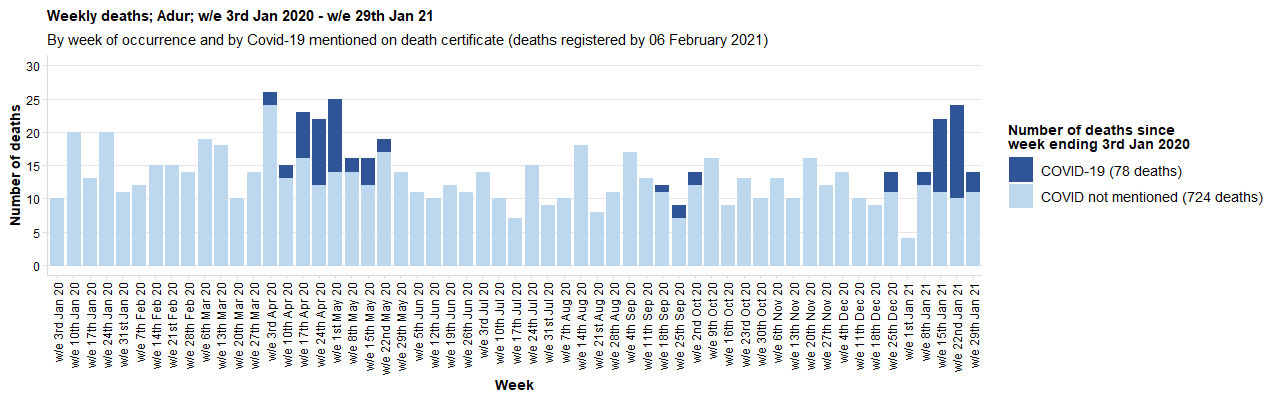 Weekly deaths; Adur; w/e 3rd Jan 2020 - w/e 29th Jan 21
By week of occurrence and by Covid-19 mentioned on death certificate (deaths registered by 06 February 2021)
30
25
20
15
10
5
0
Number of deaths
w/e 3rd Jan 20
w/e 10th Jan 20
w/e 17th Jan 20
w/e 24th Jan 20
w/e 31st Jan 20
w/e 7th Feb 20
w/e 14th Feb 20
w/e 21st Feb 20
w/e 28th Feb 20
w/e 6th Mar 20
w/e 13th Mar 20
w/e 20th Mar 20
w/e 27th Mar 20
w/e 3rd Apr 20
w/e 10th Apr 20
w/e 17th Apr 20
w/e 24th Apr 20
w/e 1st May 20
w/e 8th May 20
w/e 15th May 20
w/e 22nd May 20
w/e 29th May 20
w/e 5th Jun 20
w/e 12th Jun 20
w/e 19th Jun 20
w/e 26th Jun 20
w/e 3rd Jul 20
w/e 10th Jul 20
w/e 17th Jul 20
w/e 24th Jul 20
w/e 31st Jul 20
w/e 7th Aug 20
w/e 14th Aug 20
w/e 21st Aug 20
w/e 28th Aug 20
w/e 4th Sep 20
w/e 11th Sep 20
w/e 18th Sep 20
w/e 25th Sep 20
w/e 2nd Oct 20
w/e 9th Oct 20
w/e 16th Oct 20
w/e 23rd Oct 20
w/e 30th Oct 20
w/e 6th Nov 20
w/e 13th Nov 20
w/e 20th Nov 20
w/e 27th Nov 20
w/e 4th Dec 20
w/e 11th Dec 20
w/e 18th Dec 20
w/e 25th Dec 20
w/e 1st Jan 21
w/e 8th Jan 21
w/e 15th Jan 21
w/e 22nd Jan 21
w/e 29th Jan 21
Week
Number of deaths since
week ending 3rd Jan 2020
COVID-19 (78 deaths)
COVID not mentioned (724 deaths)